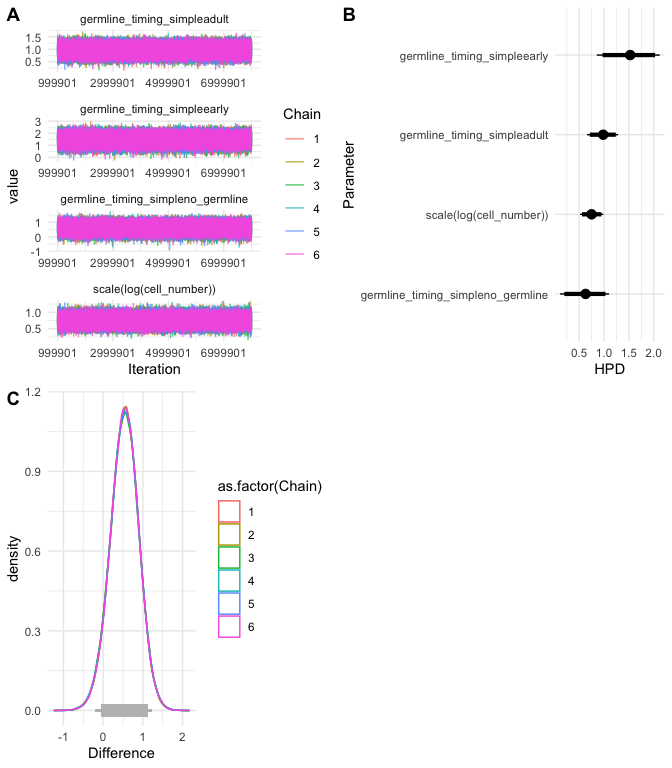 A
germline_timing_simpleadult
1.5
1.0
0.5
999901 2999901 4999901 6999901
germline_timing_simpleearly
3
2
1
0
999901 2999901 4999901 6999901
germline_timing_simpleno_germline
1
0
-1
999901 2999901 4999901 6999901
scale(log(cell_number))
1.0
0.5
999901 2999901 4999901 6999901
Iteration
value
Chain
1
2
3
4
5
6
B
Parameter
germline_timing_simpleearly
germline_timing_simpleadult
scale(log(cell_number))
germline_timing_simpleno_germline
0.5 1.0 1.5 2.0
HPD
C
1.2
0.9
0.6
0.3
0.0
density
-1 0 1 2
Difference
as.factor(Chain)
1
2
3
4
5
6